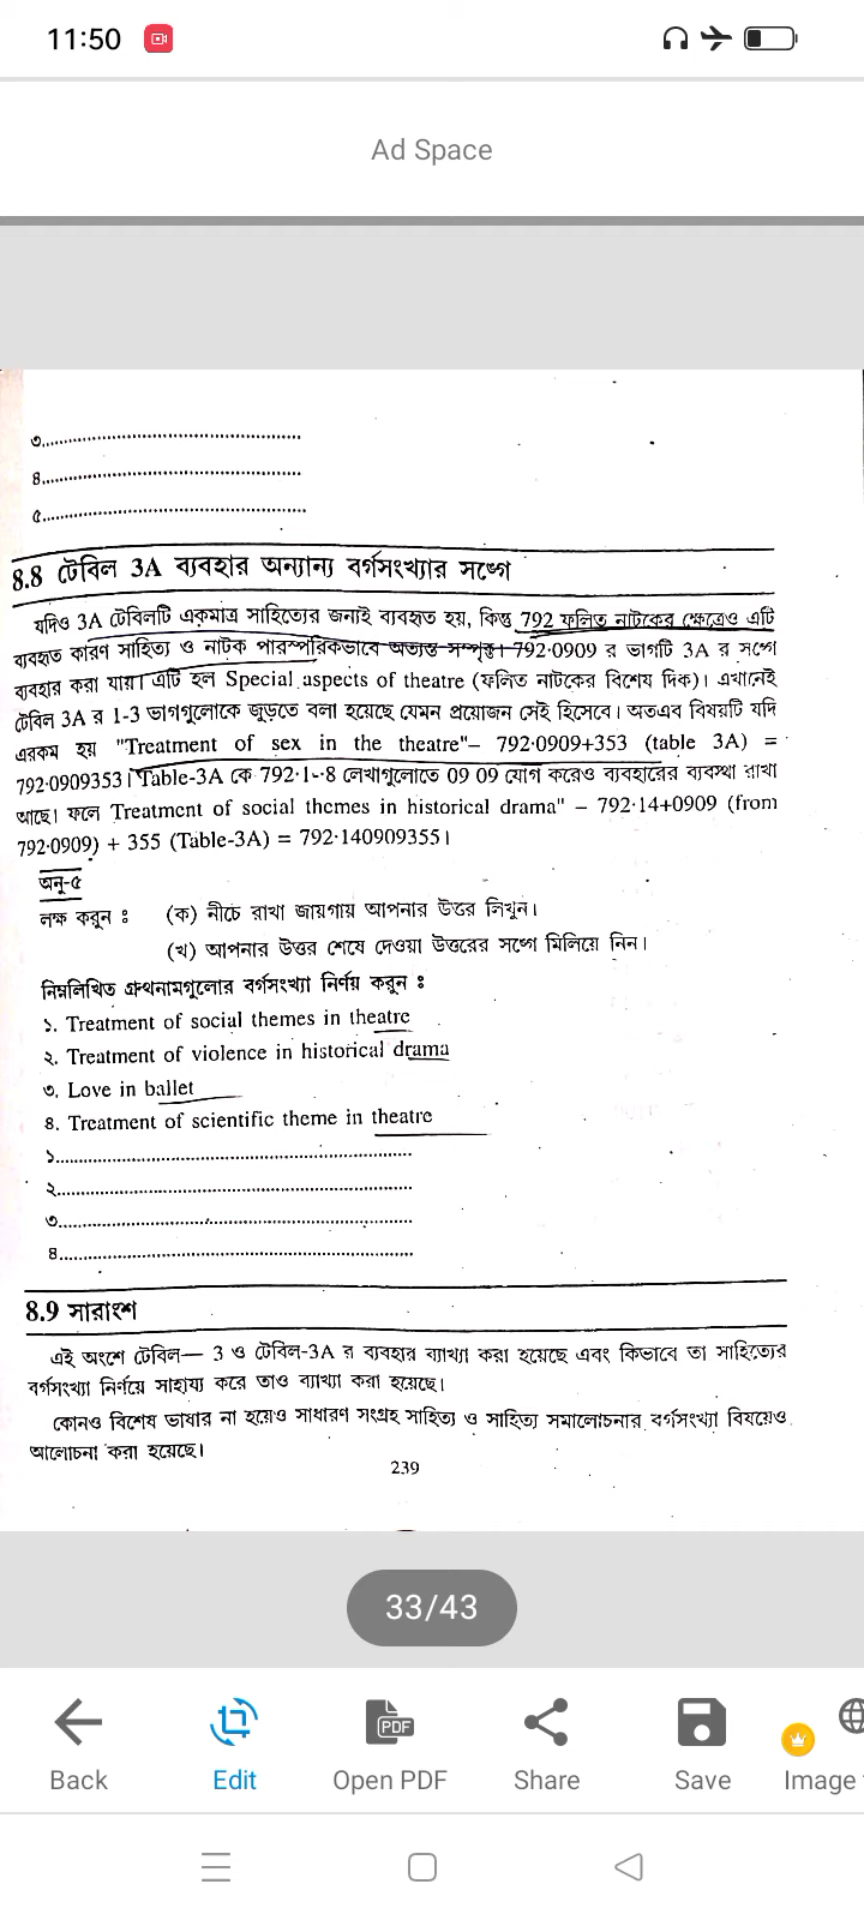 11:50
Ad Space
৩................................................
৪................................................
৫................................................
8.8 টেবিল 3A ব্যবহার অন্যান্য বর্গসংখ্যার সঙ্গে
যদিও 3A টেবিলটি একমাত্র সাহিত্যের জন্যই ব্যবহৃত হয়, কিন্তু 792 ফলিত নাটকের ক্ষেত্রেও এটি
ব্যবহৃত কারণ সাহিত্য ও নাটক পারস্পরিকভাবে অত্যন্ত সম্পৃক্ত। 792·0909 র ভাগটি 3A র সঙ্গে
ব্যবহার করা যায়। এটি হল Special aspects of theatre (ফলিত নাটকের বিশেষ দিক)। এখানেই
টেবিল 3A র 1-3 ভাগগুলোকে জুড়তে বলা হয়েছে যেমন প্রয়োজন সেই হিসেবে। অতএব বিষয়টি যদি
এরকম হয় "Treatment of sex in the theatre"– 792·0909+353 (table 3A) =
792·0909353। Table-3A কে 792·1-·8 লেখাগুলোতে 09 09 যোগ করেও ব্যবহারের ব্যবস্থা রাখা
আছে। ফলে Treatment of social themes in historical drama" – 792·14+0909 (from
792·0909) + 355 (Table-3A) = 792·140909355।
অনু-৫
লক্ষ করুন ঃ (ক) নীচে রাখা জায়গায় আপনার উত্তর লিখুন।
(খ) আপনার উত্তর শেষে দেওয়া উত্তরের সঙ্গে মিলিয়ে নিন।
নিম্নলিখিত গ্রন্থনামগুলোর বর্গসংখ্যা নির্ণয় করুন ঃ
১. Treatment of social themes in theatre
২. Treatment of violence in historical drama
৩. Love in ballet
৪. Treatment of scientific theme in theatre
১................................................
২................................................
৩................................................
৪................................................
8.9 সারাংশ
এই অংশে টেবিল— 3 ও টেবিল-3A র ব্যবহার ব্যাখ্যা করা হয়েছে এবং কিভাবে তা সাহিত্যের
বর্গসংখ্যা নির্ণয়ে সাহায্য করে তাও ব্যাখ্যা করা হয়েছে।
কোনও বিশেষ ভাষার না হয়েও সাধারণ সংগ্রহ সাহিত্য ও সাহিত্য সমালোচনার বর্গসংখ্যা বিষয়েও
আলোচনা করা হয়েছে।
239
33/43
PDF
Back Edit Open PDF Share Save Image